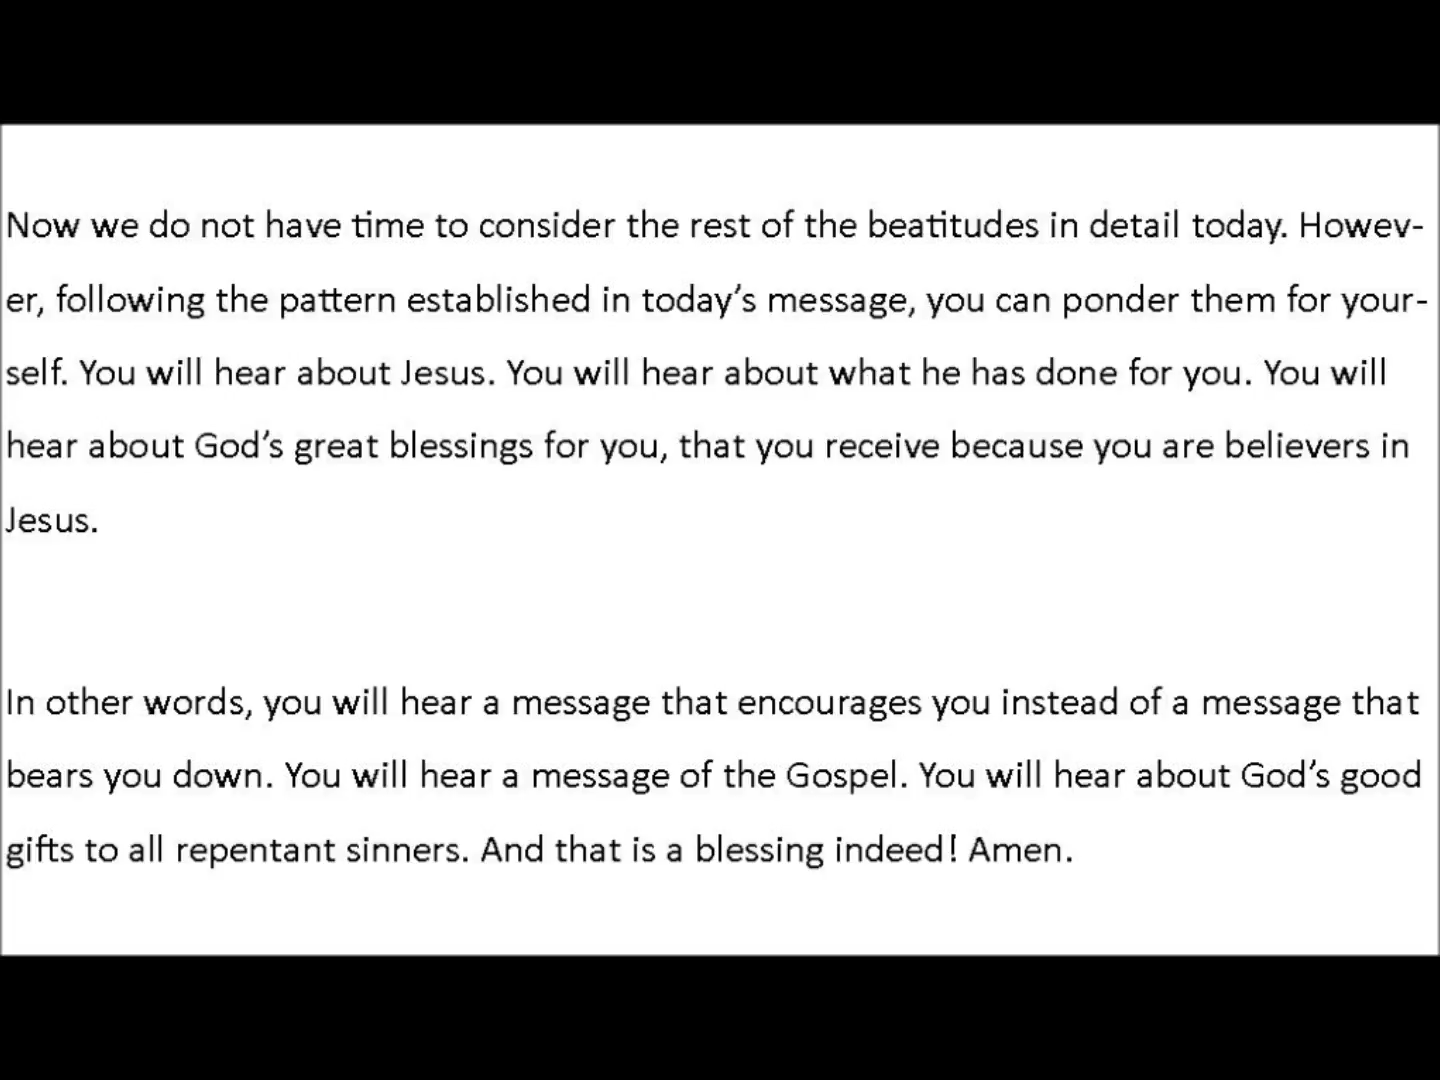 Now we do not have time to consider the rest of the beatitudes in detail today. Howev-
er, following the pattern established in today’s message, you can ponder them for your-
self. You will hear about Jesus. You will hear about what he has done for you. You will
hear about God’s great blessings for you, that you receive because you are believers in
Jesus.
In other words, you will hear a message that encourages you instead of a message that
bears you down. You will hear a message of the Gospel. You will hear about God’s good
gifts to all repentant sinners. And that is a blessing indeed! Amen.